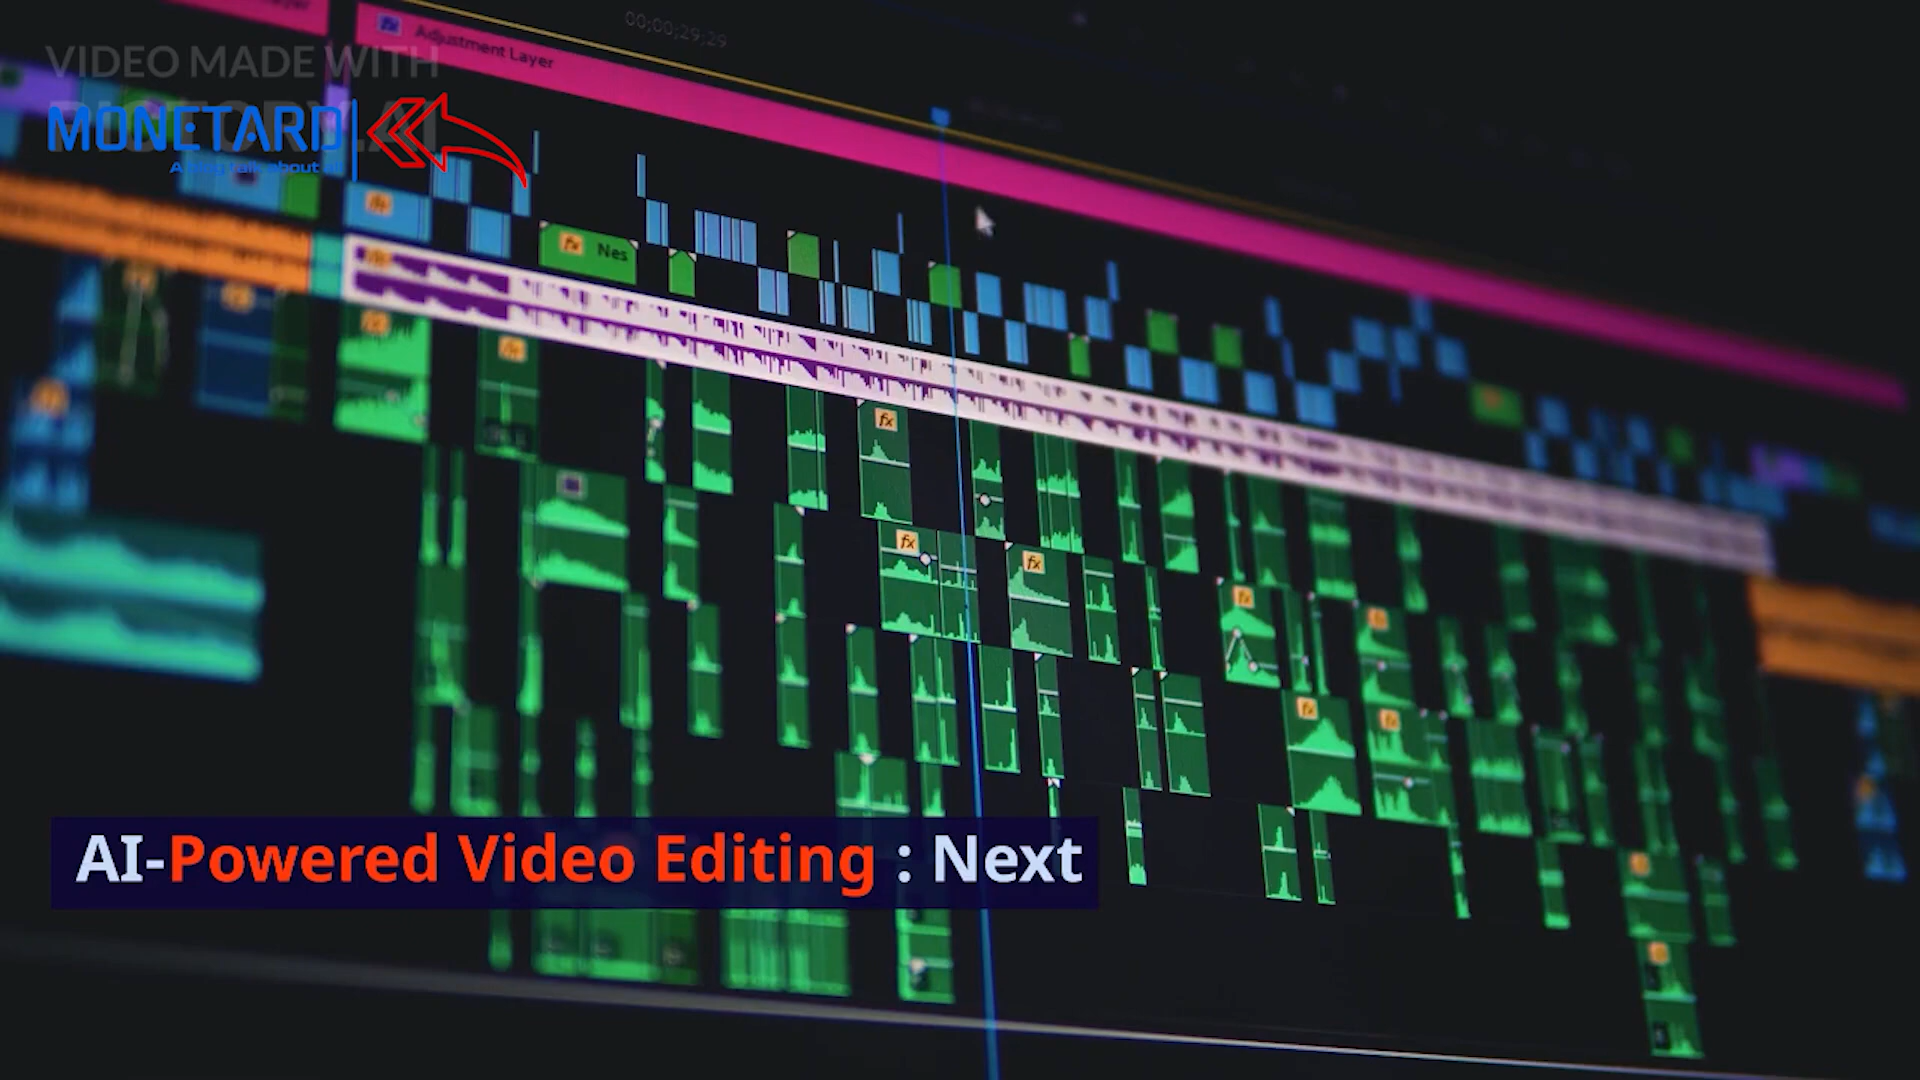 00;00;29;29
Adjustment Layer
VIDEO MADE WITH
MONETARD
Nes
AI-Powered Video Editing : Next